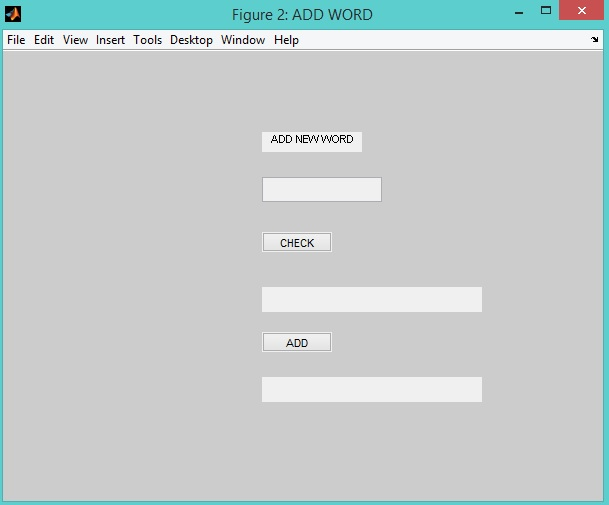 Figure 2: ADD WORD
File Edit View Insert Tools Desktop Window Help
ADD NEW WORD
CHECK
ADD